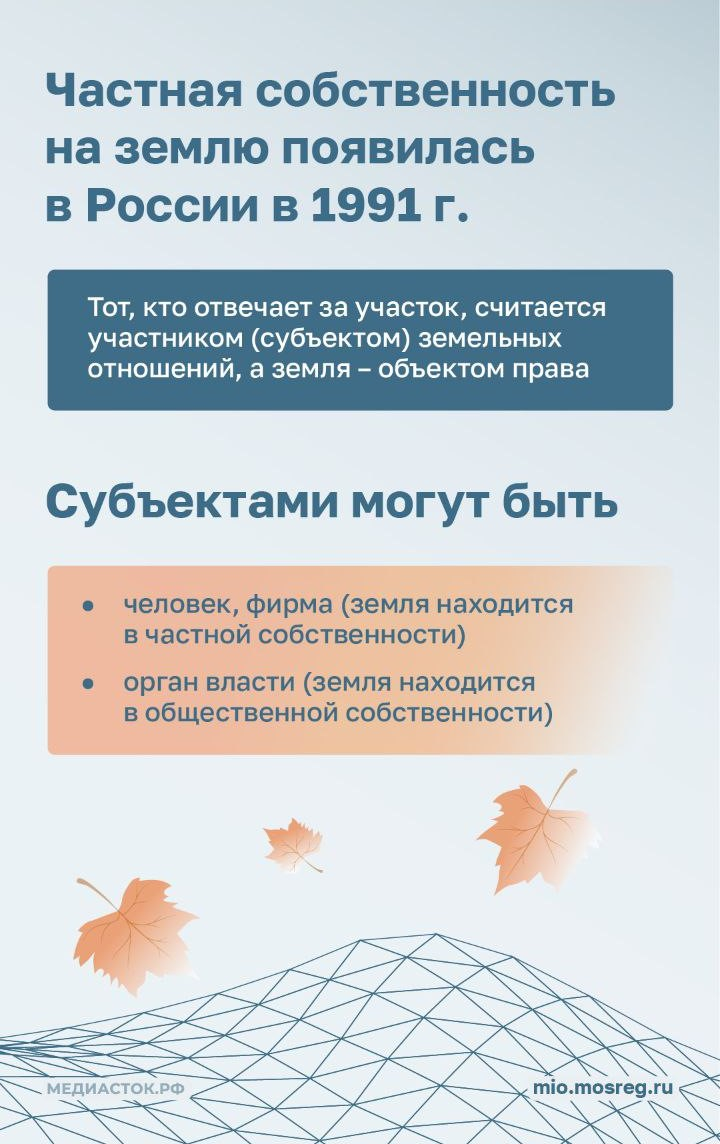 Частная собственность
на землю появилась
в России в 1991 г.
Тот, кто отвечает за участок, считается
участником (субъектом) земельных
отношений, а земля – объектом права
Субъектами могут быть
• человек, фирма (земля находится
в частной собственности)
• орган власти (земля находится
в общественной собственности)
МЕДИАСТОК.РФ
mio.mosreg.ru